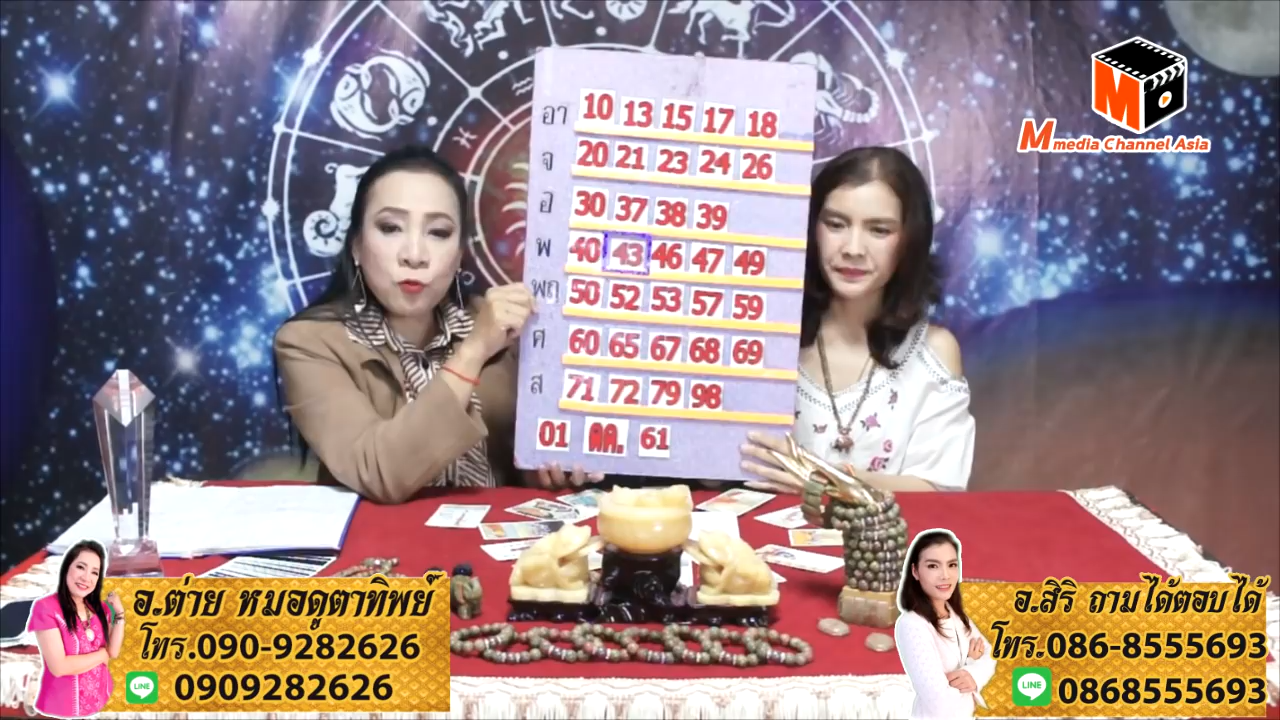 M
M media Channel Asia
อา 10 13 15 17 18
จ 20 21 23 24 26
อ 30 37 38 39
พ 40 43 46 47 49
พฤ 50 52 53 57 59
ศ 60 65 67 68 69
ส 71 72 79 98
01 ตค. 61
อ.ต่าย หมอดูตาทิพย์
โทร.090-9282626
LINE 0909282626
อ.สิริ ถามได้ตอบได้
โทร.086-8555693
LINE 0868555693